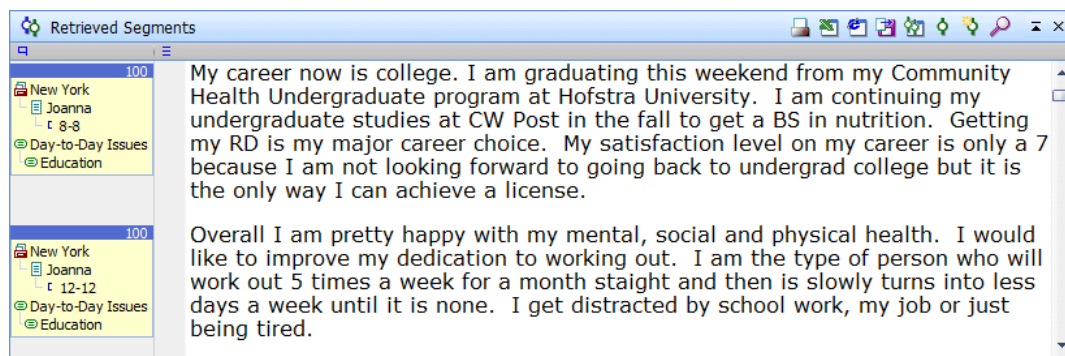 Retrieved Segments
100
New York
Joanna
8-8
Day-to-Day Issues
Education
My career now is college. I am graduating this weekend from my Community
Health Undergraduate program at Hofstra University.  I am continuing my
undergraduate studies at CW Post in the fall to get a BS in nutrition.  Getting
my RD is my major career choice.  My satisfaction level on my career is only a 7
because I am not looking forward to going back to undergrad college but it is
the only way I can achieve a license.
100
New York
Joanna
12-12
Day-to-Day Issues
Education
Overall I am pretty happy with my mental, social and physical health.  I would
like to improve my dedication to working out.  I am the type of person who will
work out 5 times a week for a month staight and then is slowly turns into less
days a week until it is none.  I get distracted by school work, my job or just
being tired.